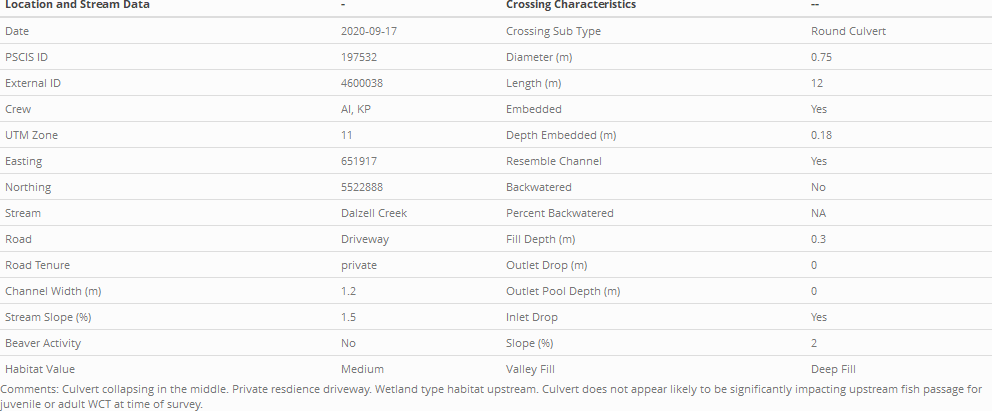 Location and Stream Data - Crossing Characteristics --
Date 2020-09-17 Crossing Sub Type Round Culvert
PSCIS ID 197532 Diameter (m) 0.75
External ID 4600038 Length (m) 12
Crew AI, KP Embedded Yes
UTM Zone 11 Depth Embedded (m) 0.18
Easting 651917 Resemble Channel Yes
Northing 5522888 Backwatered No
Stream Dalzell Creek Percent Backwatered NA
Road Driveway Fill Depth (m) 0.3
Road Tenure private Outlet Drop (m) 0
Channel Width (m) 1.2 Outlet Pool Depth (m) 0
Stream Slope (%) 1.5 Inlet Drop Yes
Beaver Activity No Slope (%) 2
Habitat Value Medium Valley Fill Deep Fill
Comments: Culvert collapsing in the middle. Private resdience driveway. Wetland type habitat upstream. Culvert does not appear likely to be significantly impacting upstream fish passage for
juvenile or adult WCT at time of survey.